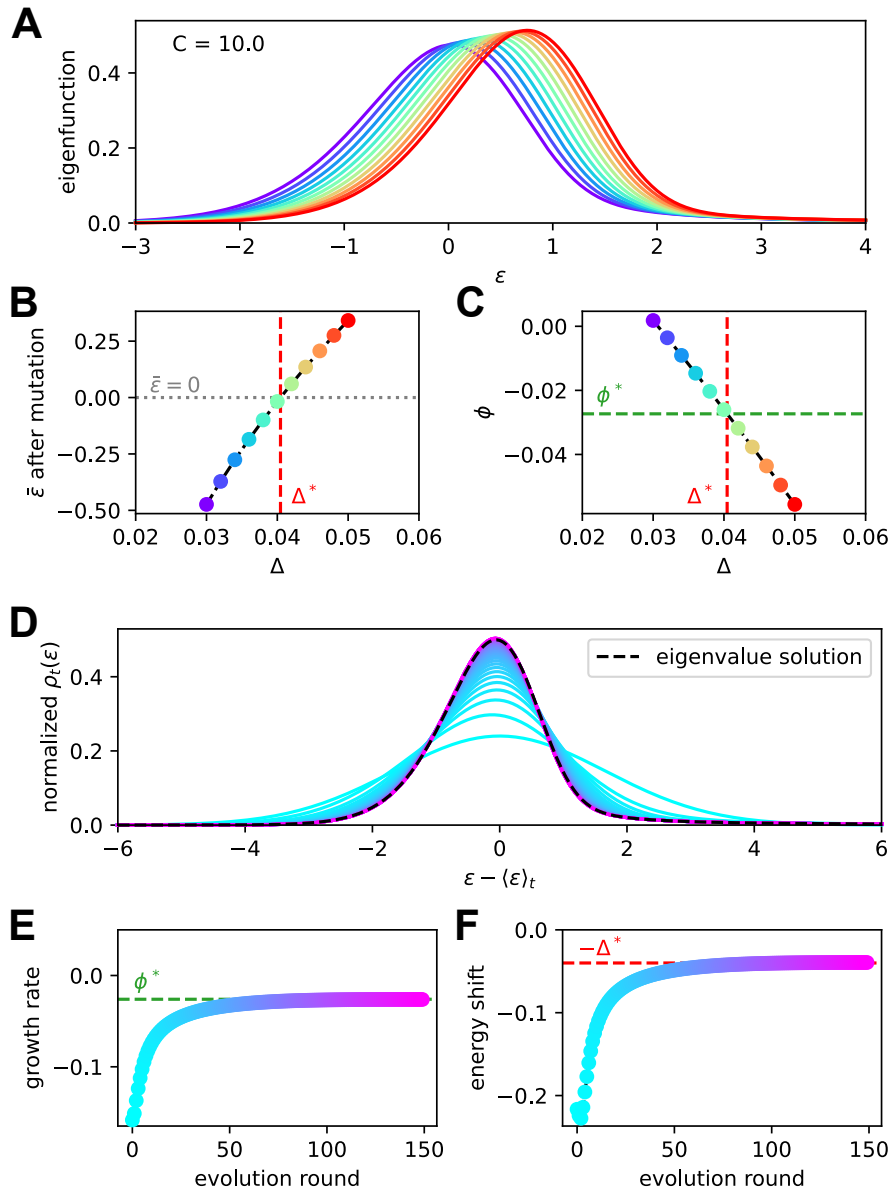 A
C = 10.0
eigenfunction
0.4
0.2
0.0
−3 −2 −1 0 1 2 3 4
ε
B
ε̄ after mutation
0.25
0.00
−0.25
−0.50
ε̄ = 0
Δ*
0.02 0.03 0.04 0.05 0.06
Δ
C
ϕ
0.00
−0.02
−0.04
ϕ*
Δ*
0.02 0.03 0.04 0.05 0.06
Δ
D
normalized ρt(ε)
0.4
0.2
0.0
eigenvalue solution
−6 −4 −2 0 2 4 6
ε − ⟨ε⟩t
E
growth rate
0.0
−0.1
ϕ*
0 50 100 150
evolution round
F
energy shift
0.0
−0.1
−0.2
−Δ*
0 50 100 150
evolution round